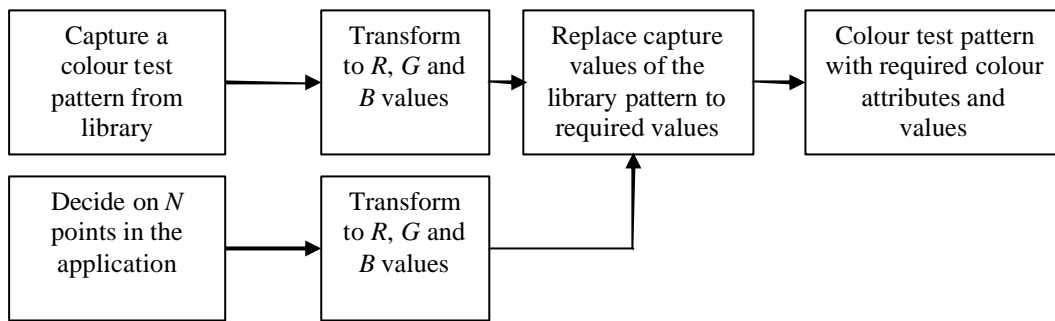 Capture a
colour test
pattern from
library
Transform
to R, G and
B values
Replace capture
values of the
library pattern to
required values
Colour test pattern
with required colour
attributes and
values
Decide on N
points in the
application
Transform
to R, G and
B values